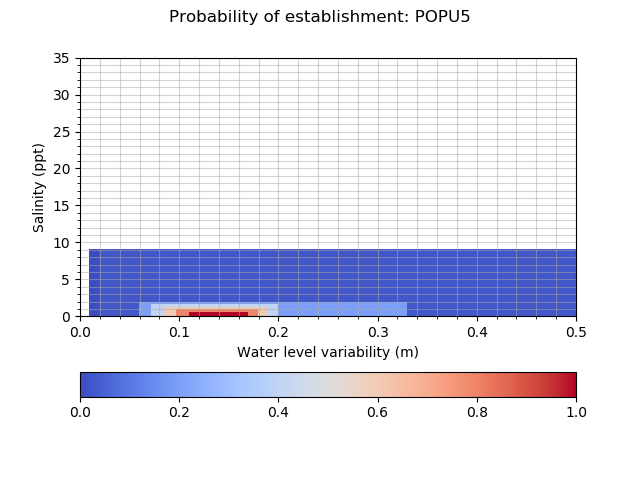 Probability of establishment: POPU5
35
30
25
20
15
10
5
0
Salinity (ppt)
0.0 0.1 0.2 0.3 0.4 0.5
Water level variability (m)
0.0 0.2 0.4 0.6 0.8 1.0